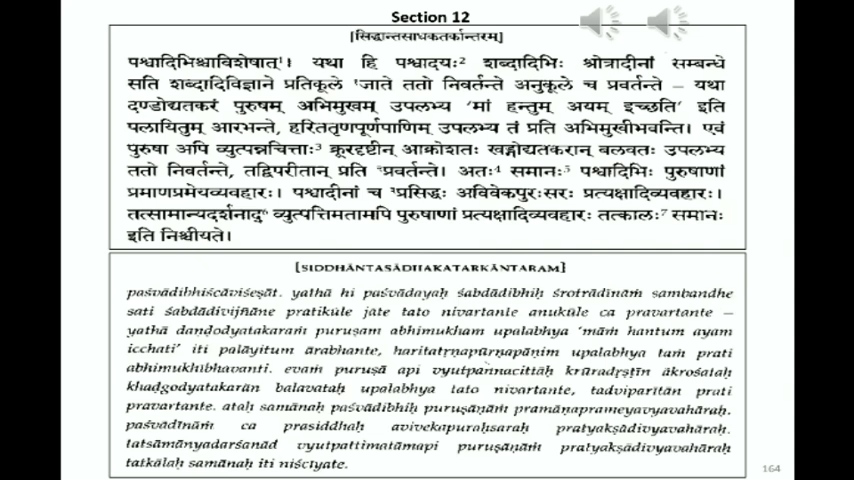 Section 12
[सिद्धान्तसाधकतर्कान्तरम्]
पश्वादिभिश्चाविशेषात्¹। यथा हि पश्वादयः² शब्दादिभिः श्रोत्रादीनां सम्बन्धे
सति शब्दादिविज्ञाने प्रतिकूले जाते ततो निवर्तन्ते अनुकूले च प्रवर्तन्ते – यथा
दण्डोद्यतकरं पुरुषम् अभिमुखम् उपलभ्य 'मां हन्तुम् अयम् इच्छति' इति
पलायितुम् आरभन्ते, हरिततृणपूर्णपाणिम् उपलभ्य तं प्रति अभिमुखीभवन्ति। एवं
पुरुषा अपि व्युत्पन्नचित्ताः³ क्रूरदृष्टीन् आक्रोशतः खड्गोद्यतकरान् बलवतः उपलभ्य
ततो निवर्तन्ते, तद्विपरीतान् प्रति प्रवर्तन्ते। अतः⁴ समानः⁵ पश्वादिभिः पुरुषाणां
प्रमाणप्रमेयव्यवहारः। पश्वादीनां च प्रसिद्धः अविवेकपुरःसरः प्रत्यक्षादिव्यवहारः।
तत्सामान्यदर्शनाद्⁶ व्युत्पत्तिमतामपि पुरुषाणां प्रत्यक्षादिव्यवहारः तत्कालः⁷ समानः
इति निश्चीयते।
[SIDDHĀNTASĀDHAKATARKĀNTARAM]
paśvādibhiścāviśeṣāt. yathā hi paśvādayaḥ śabdādibhiḥ śrotrādīnāṁ sambandhe
sati śabdādivijñāne pratikūle jate tato nivartante anukūle ca pravartante –
yathā daṇḍodyatakaraṁ puruṣam abhimukham upalabhya 'māṁ hantum ayam
icchati' iti palāyitum ārabhante, haritatṛṇapūrṇapāṇim upalabhya taṁ prati
abhimukhībhavanti. evaṁ puruṣā api vyutpannacittāḥ krūradṛṣṭīn ākrośataḥ
khaḍgodyatakarān balavataḥ upalabhya tato nivartante, tadviparītān prati
pravartante. ataḥ samānaḥ paśvādibhiḥ puruṣāṇāṁ pramāṇaprameyavyavahāraḥ.
paśvādīnāṁ ca prasiddhaḥ avivekapuraḥsaraḥ pratyakṣādivyavahāraḥ.
tatsāmānyadarśanād vyutpattimatāmapi puruṣāṇāṁ pratyakṣādivyavahāraḥ
tatkālaḥ samānaḥ iti niścīyate.
164